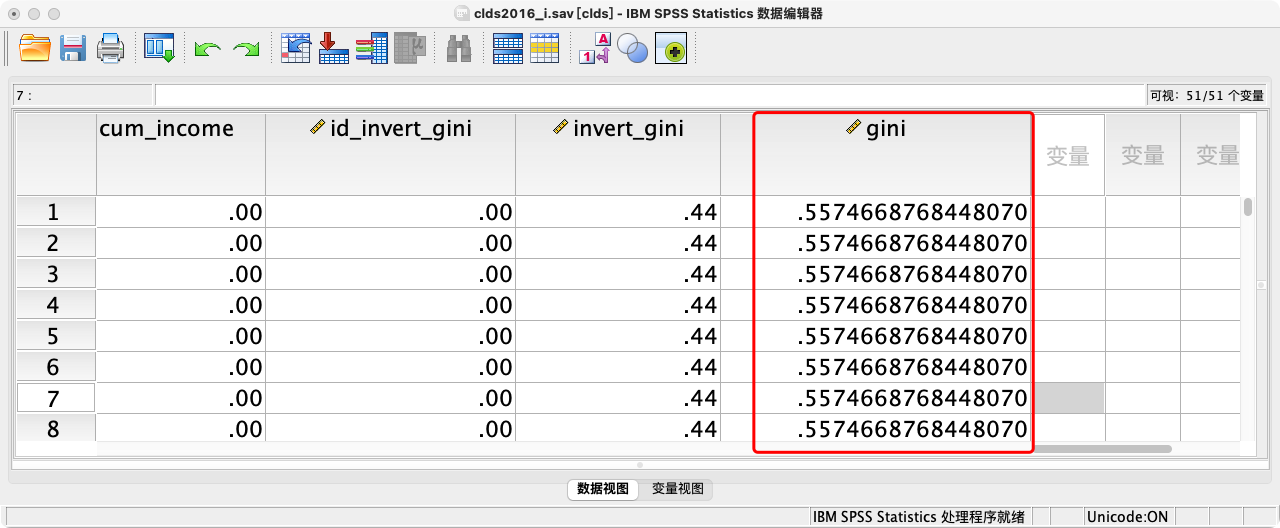 clds2016_i.sav [clds] - IBM SPSS Statistics 数据编辑器
A
1
μ
7 :
可视: 51/51 个变量
cum_income id_invert_gini invert_gini gini 变量 变量 变量
1 .00 .00 .44 .5574668768448070
2 .00 .00 .44 .5574668768448070
3 .00 .00 .44 .5574668768448070
4 .00 .00 .44 .5574668768448070
5 .00 .00 .44 .5574668768448070
6 .00 .00 .44 .5574668768448070
7 .00 .00 .44 .5574668768448070
8 .00 .00 .44 .5574668768448070
数据视图 变量视图
IBM SPSS Statistics 处理程序就绪 Unicode:ON